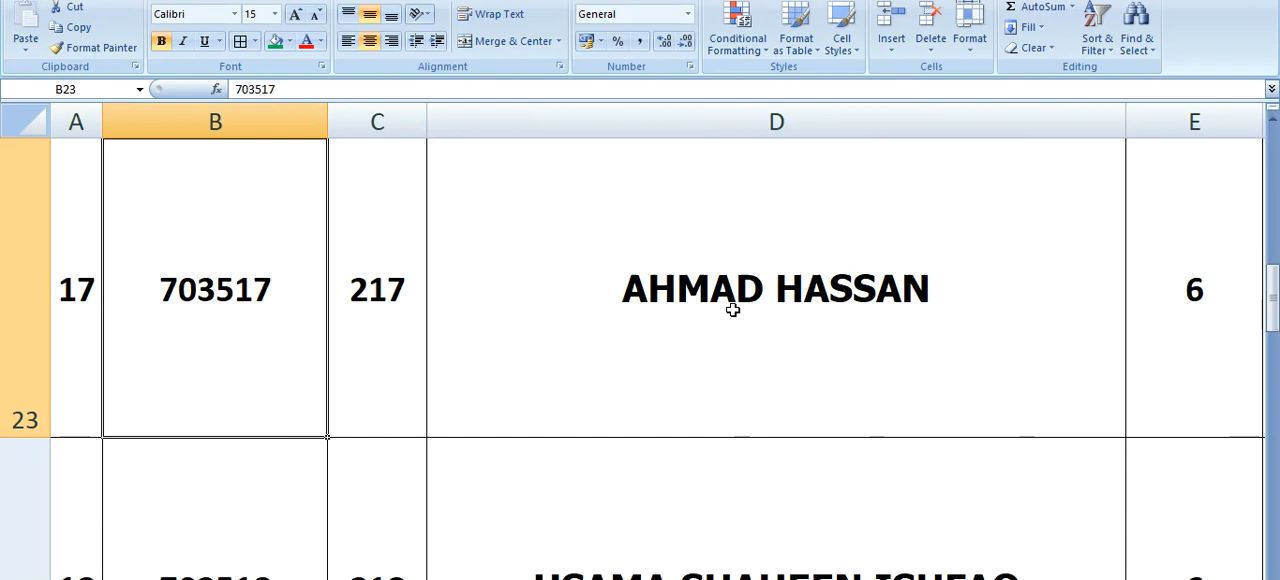 Cut
Copy
Paste
Format Painter
Clipboard
Calibri 15 A A
B I U A
Font
Wrap Text
Merge & Center
Alignment
General
% ,
Number
Conditional Formatting
Format as Table
Cell Styles
Styles
Insert
Delete
Format
Cells
Σ AutoSum
Fill
Clear
Sort & Filter
Find & Select
Editing
B23 fx 703517
A B C D E
17 703517 217 AHMAD HASSAN 6
23